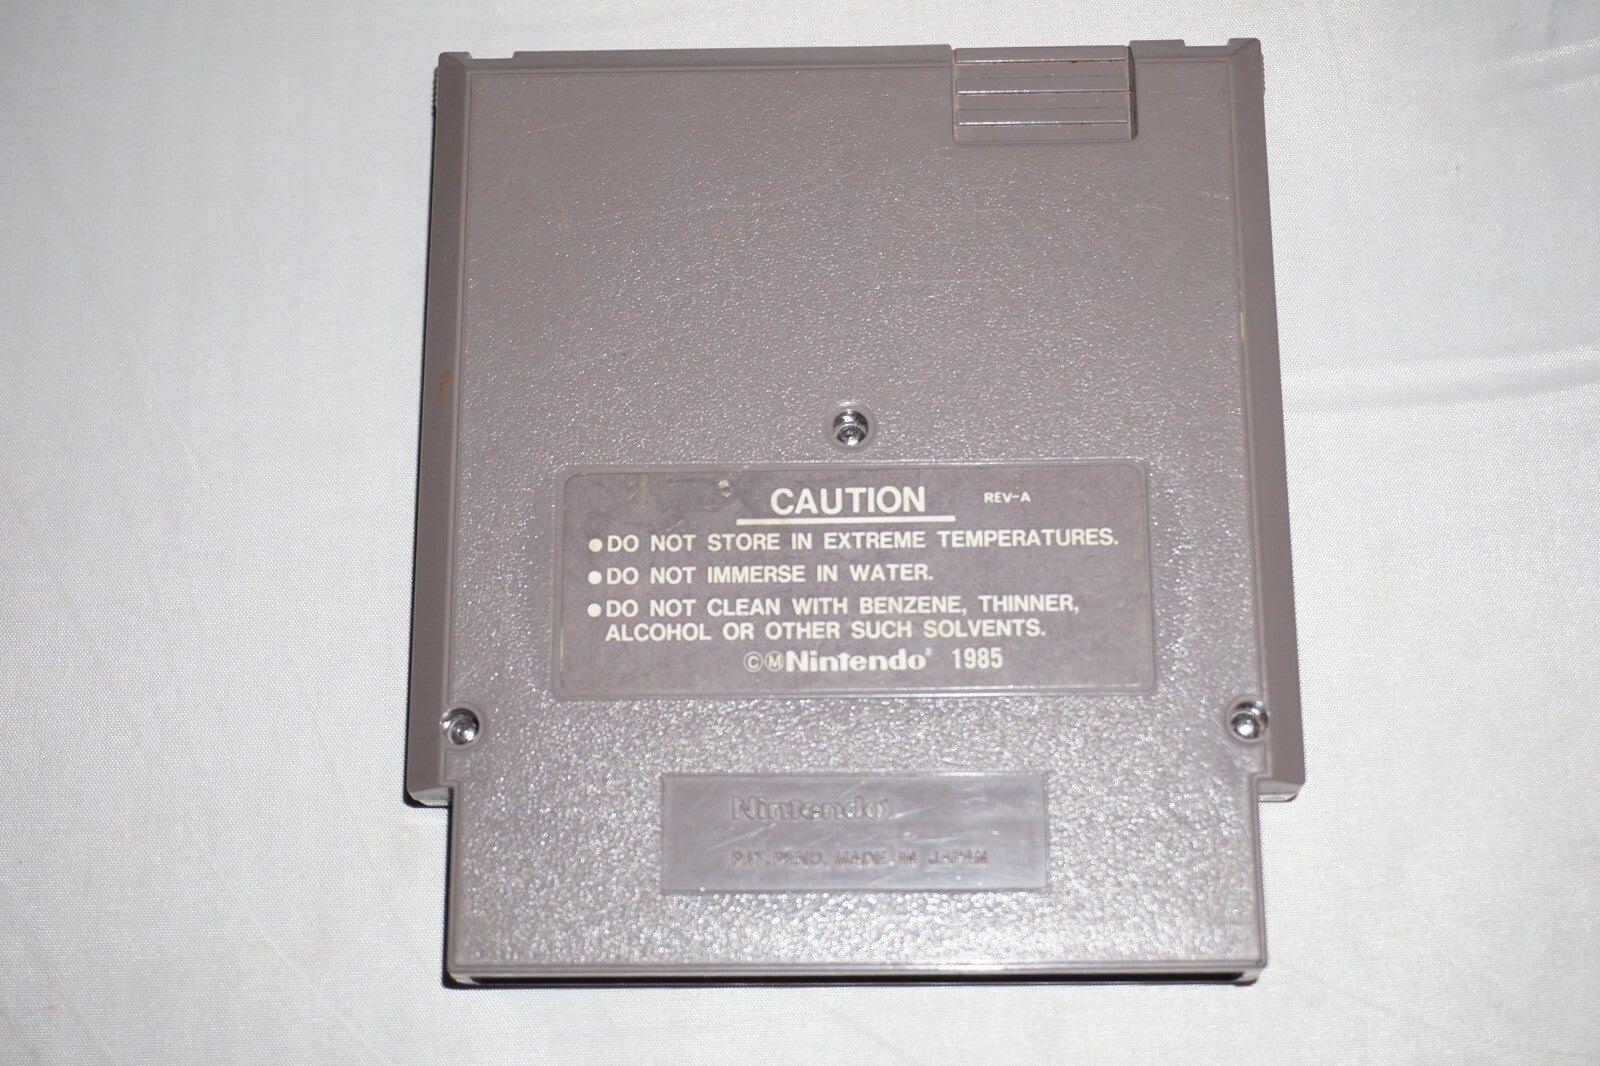 CAUTION REV-A
●DO NOT STORE IN EXTREME TEMPERATURES.
●DO NOT IMMERSE IN WATER.
●DO NOT CLEAN WITH BENZENE, THINNER,
ALCOHOL OR OTHER SUCH SOLVENTS.
©ⓂNintendo® 1985
Nintendo®
PAT. PEND. MADE IN JAPAN